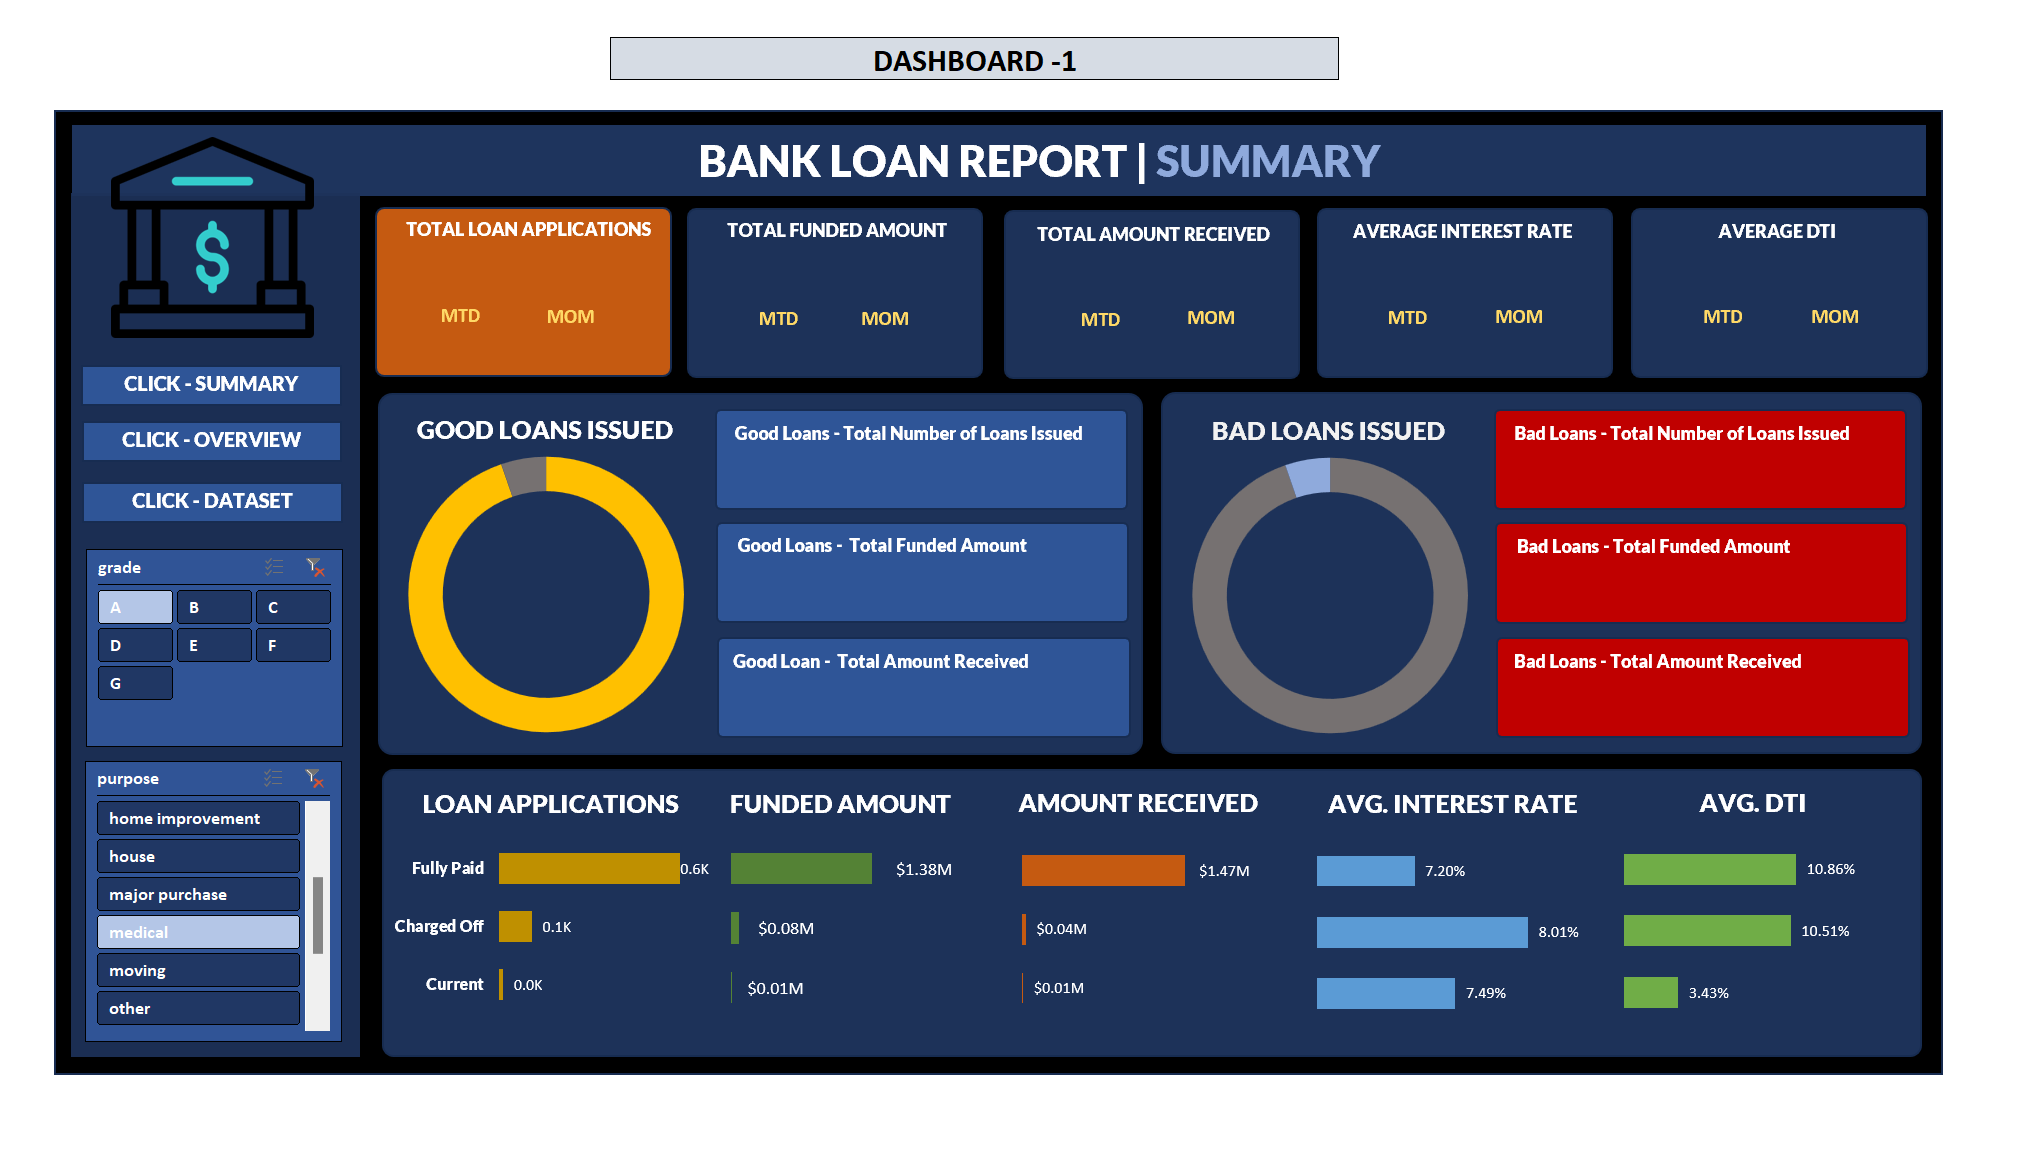 DASHBOARD -1
BANK LOAN REPORT | SUMMARY
$
CLICK - SUMMARY
CLICK - OVERVIEW
CLICK - DATASET
grade
A B C
D E F
G
purpose
home improvement
house
major purchase
medical
moving
other
TOTAL LOAN APPLICATIONS
MTD MOM
TOTAL FUNDED AMOUNT
MTD MOM
TOTAL AMOUNT RECEIVED
MTD MOM
AVERAGE INTEREST RATE
MTD MOM
AVERAGE DTI
MTD MOM
GOOD LOANS ISSUED
Good Loans - Total Number of Loans Issued
Good Loans - Total Funded Amount
Good Loan - Total Amount Received
BAD LOANS ISSUED
Bad Loans - Total Number of Loans Issued
Bad Loans - Total Funded Amount
Bad Loans - Total Amount Received
LOAN APPLICATIONS FUNDED AMOUNT AMOUNT RECEIVED AVG. INTEREST RATE AVG. DTI
Fully Paid 0.6K $1.38M $1.47M 7.20% 10.86%
Charged Off 0.1K $0.08M $0.04M 8.01% 10.51%
Current 0.0K $0.01M $0.01M 7.49% 3.43%